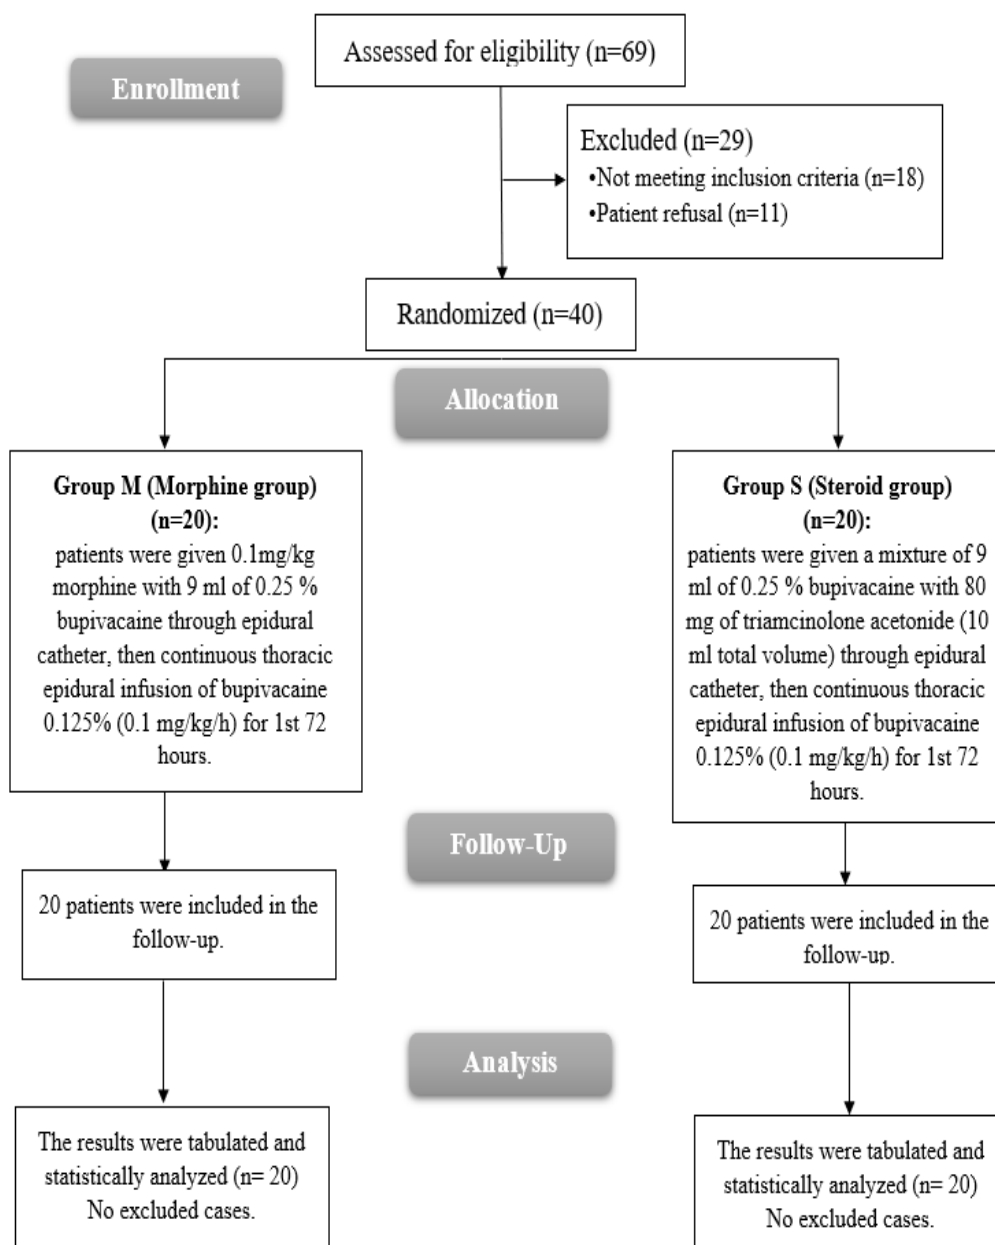 Assessed for eligibility (n=69)
Enrollment
Excluded (n=29)
•Not meeting inclusion criteria (n=18)
•Patient refusal (n=11)
Randomized (n=40)
Allocation
Group M (Morphine group)
(n=20):
patients were given 0.1mg/kg
morphine with 9 ml of 0.25 %
bupivacaine through epidural
catheter, then continuous thoracic
epidural infusion of bupivacaine
0.125% (0.1 mg/kg/h) for 1st 72
hours.
Group S (Steroid group)
(n=20):
patients were given a mixture of 9
ml of 0.25 % bupivacaine with 80
mg of triamcinolone acetonide (10
ml total volume) through epidural
catheter, then continuous thoracic
epidural infusion of bupivacaine
0.125% (0.1 mg/kg/h) for 1st 72
hours.
Follow-Up
20 patients were included in the
follow-up.
20 patients were included in the
follow-up.
Analysis
The results were tabulated and
statistically analyzed (n= 20)
No excluded cases.
The results were tabulated and
statistically analyzed (n= 20)
No excluded cases.